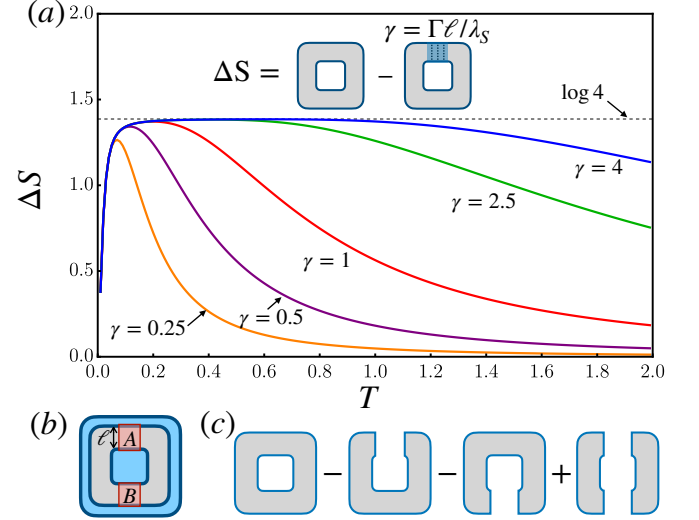 (a)
2.0
γ = Γℓ/λ_S
ΔS = −
log 4
1.5
1.0
ΔS
0.5
0.0
γ = 4
γ = 2.5
γ = 1
γ = 0.5
γ = 0.25
0.0 0.2 0.4 0.6 0.8 1.0 1.2 1.4 1.6 1.8 2.0
T
(b) (c)
ℓ A
B
− − +